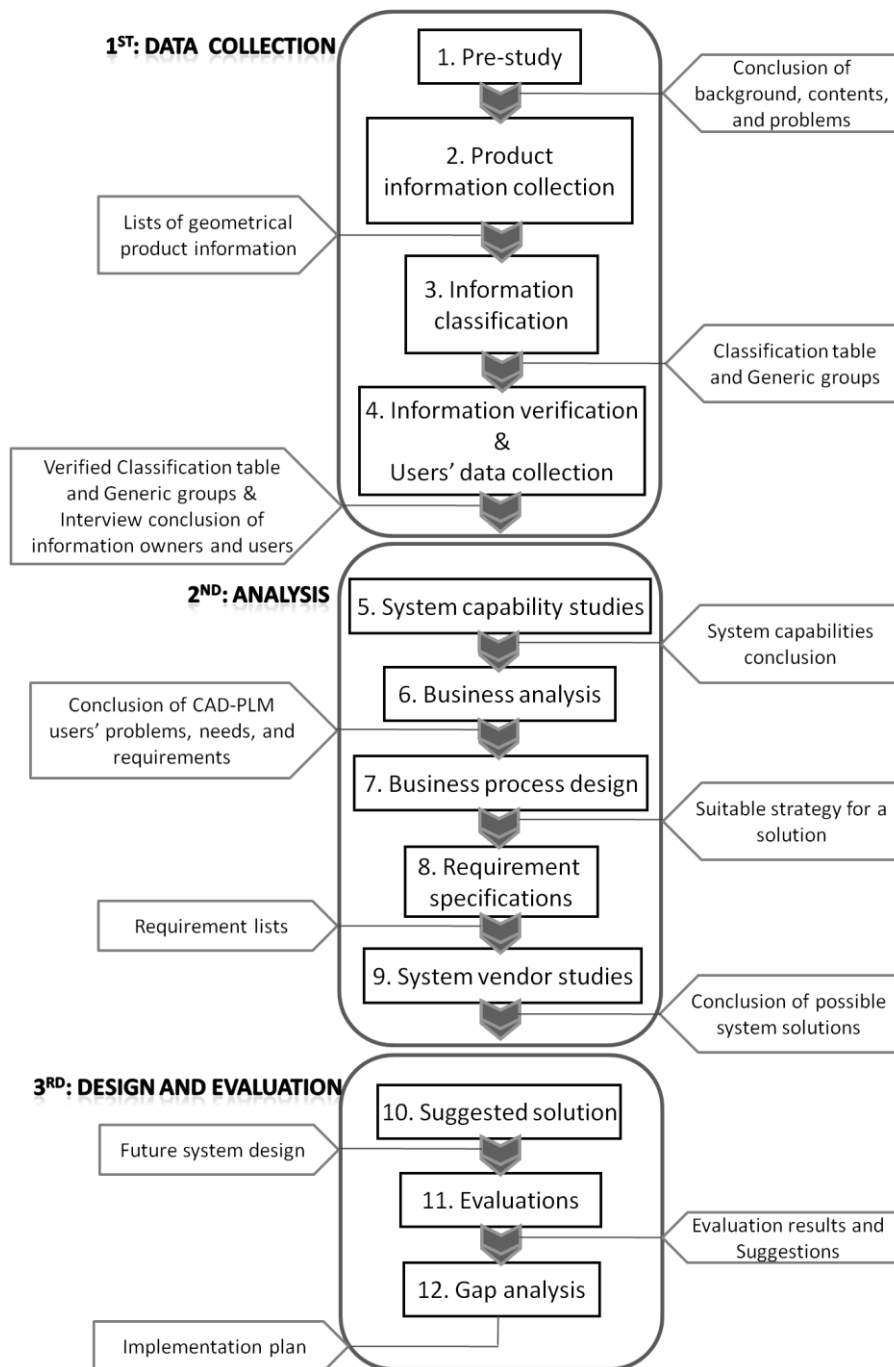 1ST: DATA COLLECTION
1. Pre-study
Conclusion of
background, contents,
and problems
2. Product
information collection
Lists of geometrical
product information
3. Information
classification
Classification table
and Generic groups
4. Information verification
&
Users' data collection
Verified Classification table
and Generic groups &
Interview conclusion of
information owners and users
2ND: ANALYSIS
5. System capability studies
System capabilities
conclusion
6. Business analysis
Conclusion of CAD-PLM
users' problems, needs, and
requirements
7. Business process design
Suitable strategy for a
solution
8. Requirement
specifications
Requirement lists
9. System vendor studies
Conclusion of possible
system solutions
3RD: DESIGN AND EVALUATION
10. Suggested solution
Future system design
11. Evaluations
Evaluation results and
Suggestions
12. Gap analysis
Implementation plan